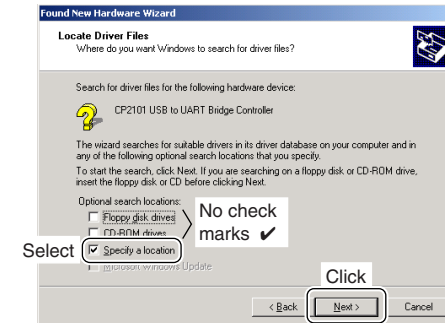 Found New Hardware Wizard
Locate Driver Files
Where do you want Windows to search for driver files?
Search for driver files for the following hardware device:
CP2101 USB to UART Bridge Controller
The wizard searches for suitable drivers in its driver database on your computer and in
any of the following optional search locations that you specify.
To start the search, click Next. If you are searching on a floppy disk or CD-ROM drive,
insert the floppy disk or CD before clicking Next.
Optional search locations:
Floppy disk drives
CD-ROM drives
No check
marks ✔
Select
Specify a location
Microsoft Windows Update
Click
< Back
Next >
Cancel